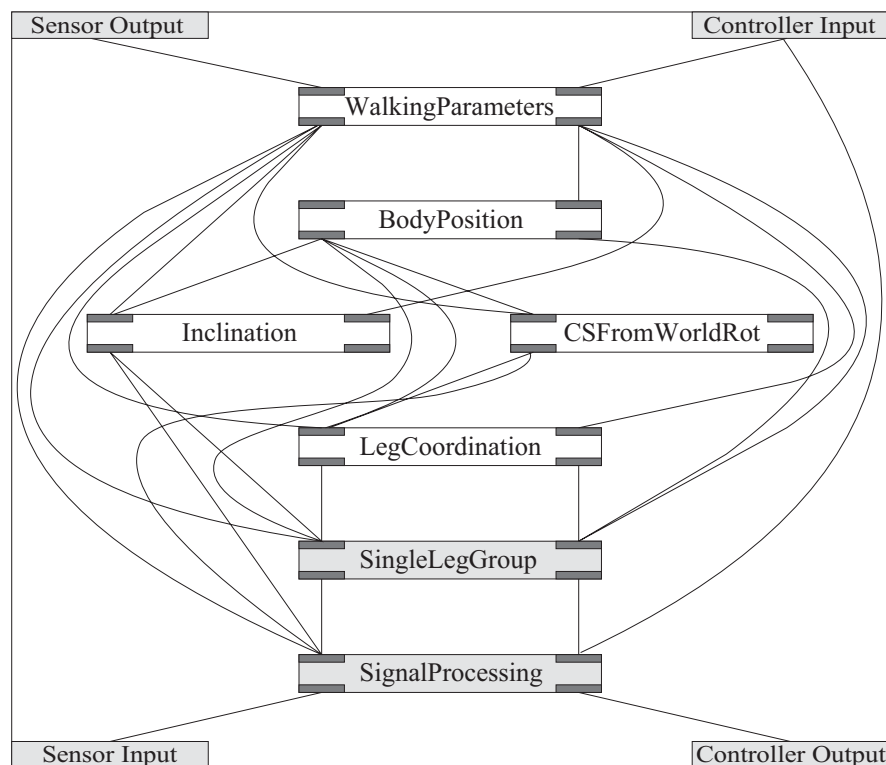 Sensor Output
Controller Input
WalkingParameters
BodyPosition
Inclination
CSFromWorldRot
LegCoordination
SingleLegGroup
SignalProcessing
Sensor Input
Controller Output